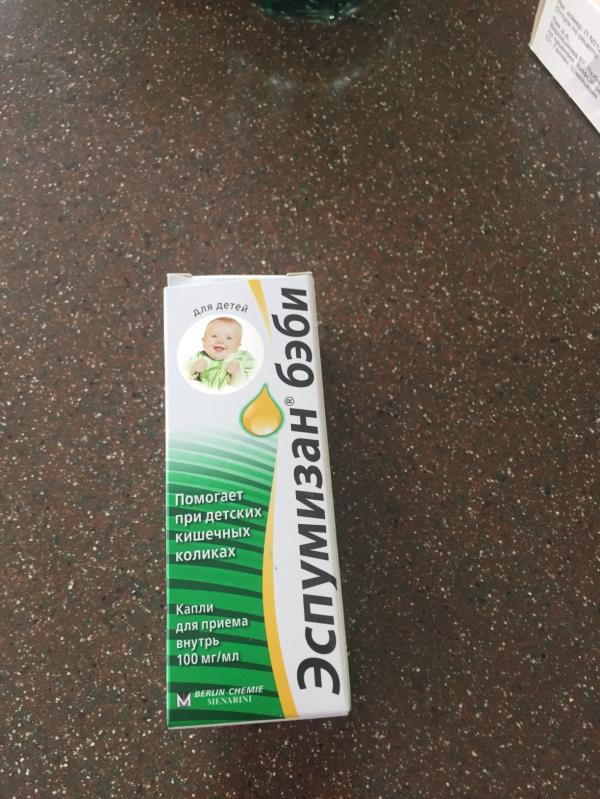 для детей
Эспумизан® бэби
Помогает
при детских
кишечных
коликах
Капли
для приема
внутрь
100 мг/мл
BERLIN-CHEMIE
MENARINI